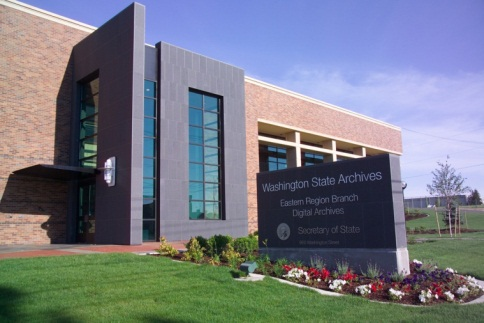 Washington State Archives
Eastern Region Branch
Digital Archives
Secretary of State